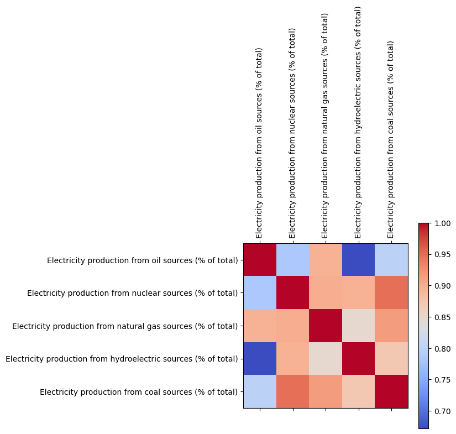 Electricity production from oil sources (% of total)
Electricity production from nuclear sources (% of total)
Electricity production from natural gas sources (% of total)
Electricity production from hydroelectric sources (% of total)
Electricity production from coal sources (% of total)
Electricity production from oil sources (% of total)
Electricity production from nuclear sources (% of total)
Electricity production from natural gas sources (% of total)
Electricity production from hydroelectric sources (% of total)
Electricity production from coal sources (% of total)
1.00
0.95
0.90
0.85
0.80
0.75
0.70